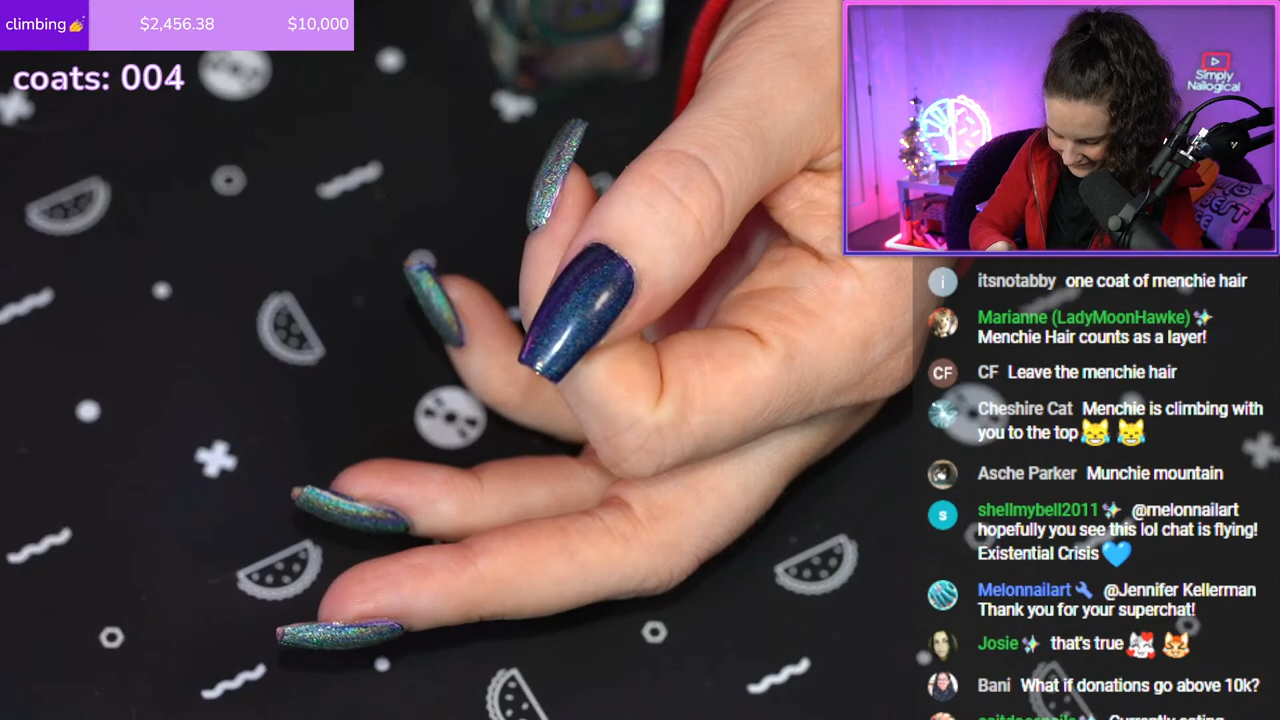 climbing💅 $2,456.38 $10,000
coats: 004
Simply
Nailogical
i itsnotabby one coat of menchie hair
Marianne (LadyMoonHawke)✨
Menchie Hair counts as a layer!
CF CF Leave the menchie hair
Cheshire Cat Menchie is climbing with
you to the top😹 😹
Asche Parker Munchie mountain
s shellmybell2011✨ @melonnailart
hopefully you see this lol chat is flying!
Existential Crisis💙
Melonnailart🔧 @Jennifer Kellerman
Thank you for your superchat!
Josie✨ that's true
Bani What if donations go above 10k?
Currently eating